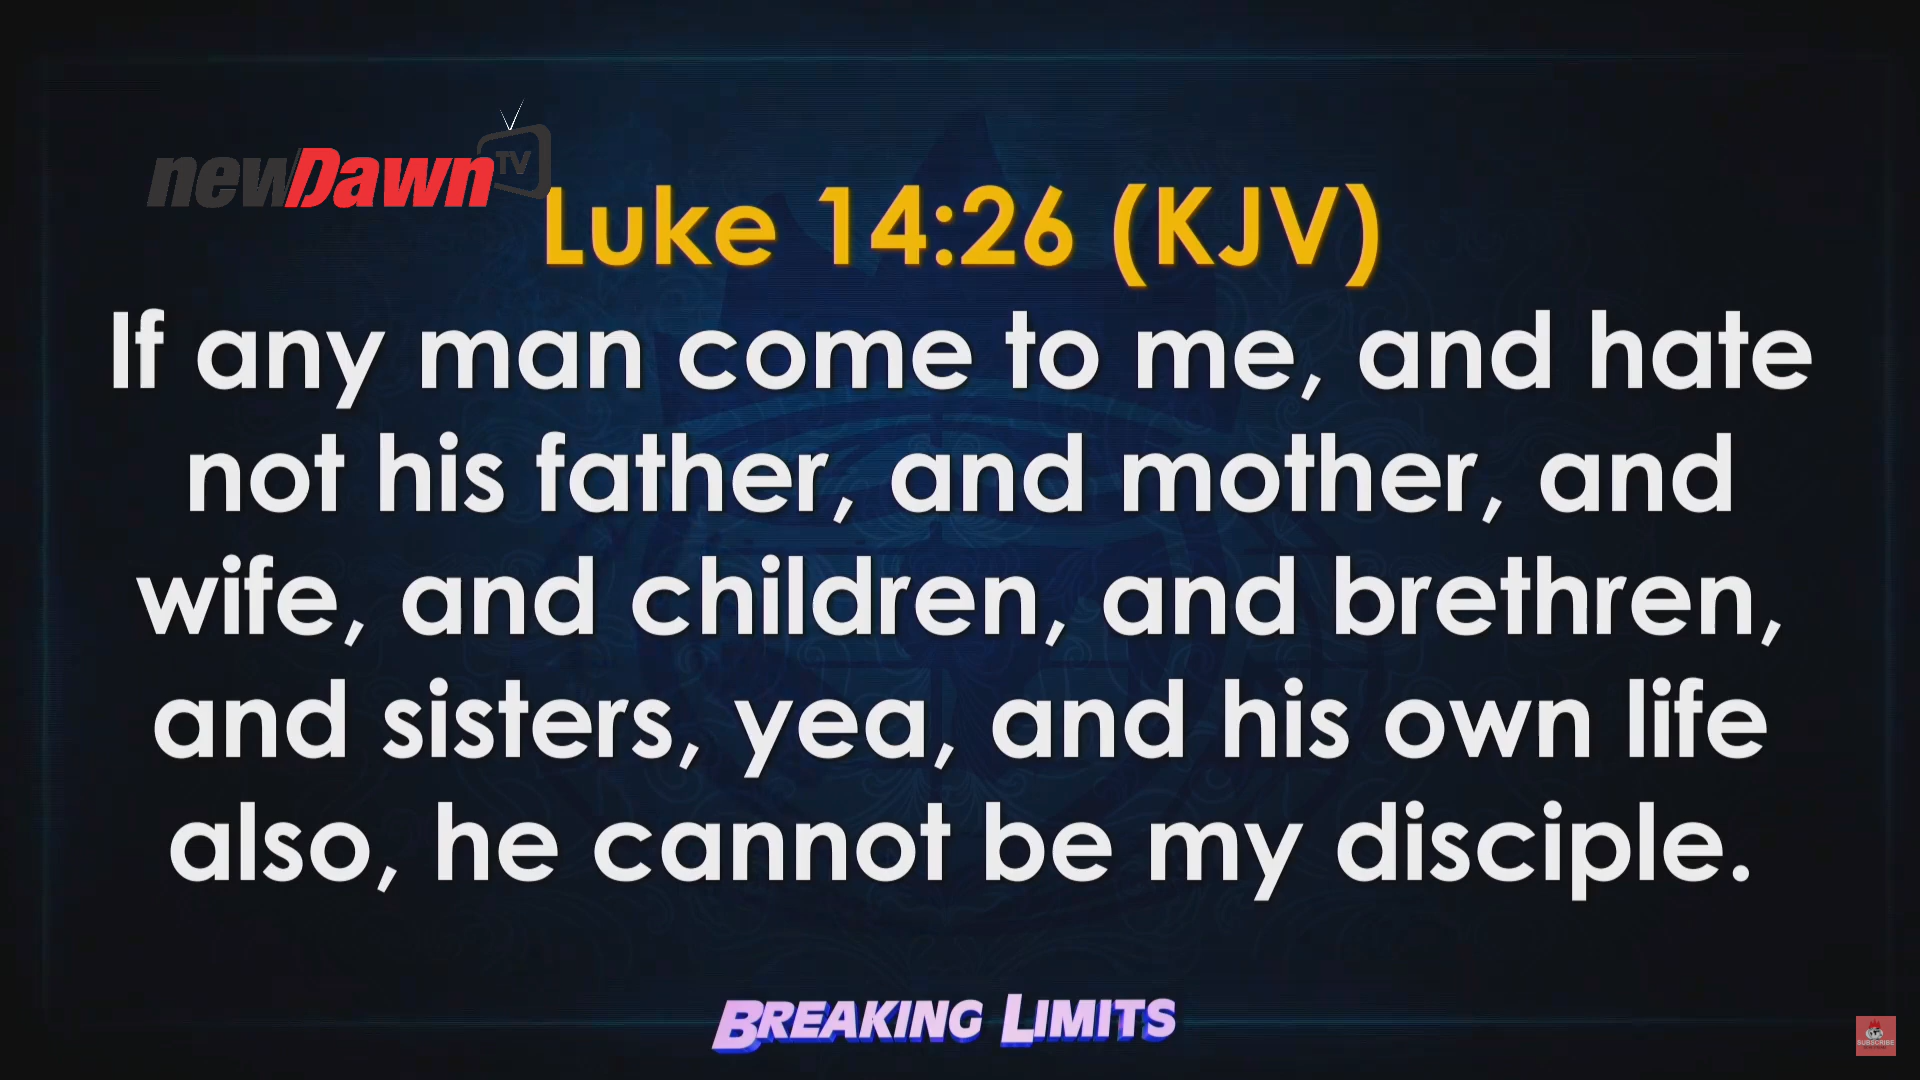 newDawn TV
Luke 14:26 (KJV)
If any man come to me, and hate
not his father, and mother, and
wife, and children, and brethren,
and sisters, yea, and his own life
also, he cannot be my disciple.
BREAKING LIMITS
SUBSCRIBE